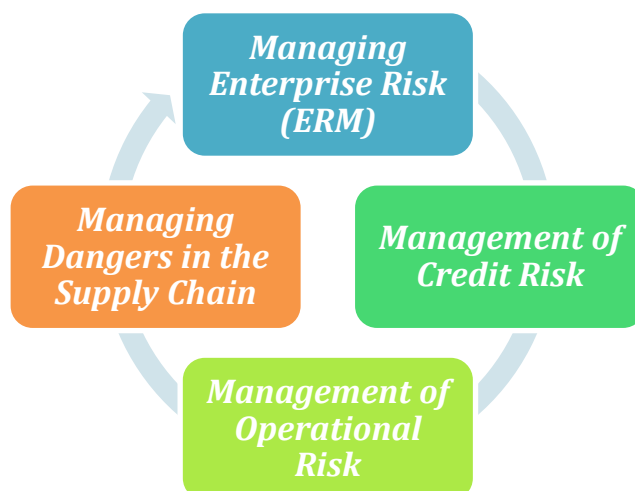 Managing
Enterprise Risk
(ERM)
Management of
Credit Risk
Management of
Operational
Risk
Managing
Dangers in the
Supply Chain